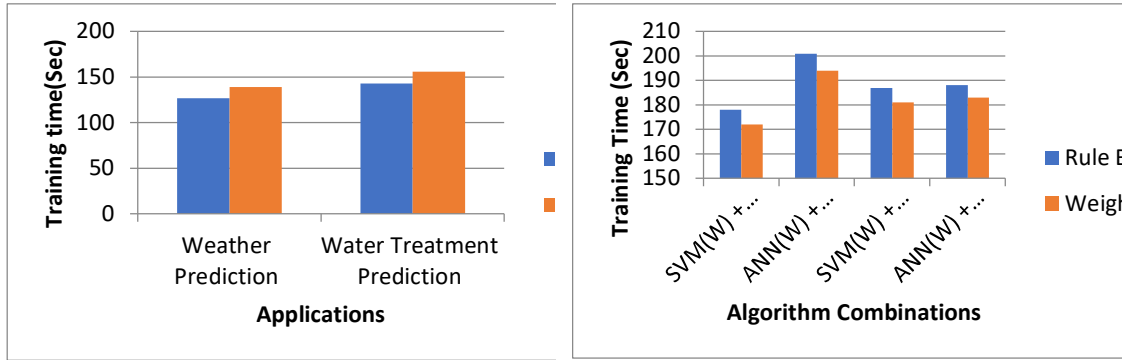 Training time(Sec)
200
150
100
50
0
Weather Prediction
Water Treatment Prediction
Applications
Training Time (Sec)
210
200
190
180
170
160
150
SVM(W) +...
ANN(W) +...
SVM(W) +...
ANN(W) +...
Algorithm Combinations
Rule